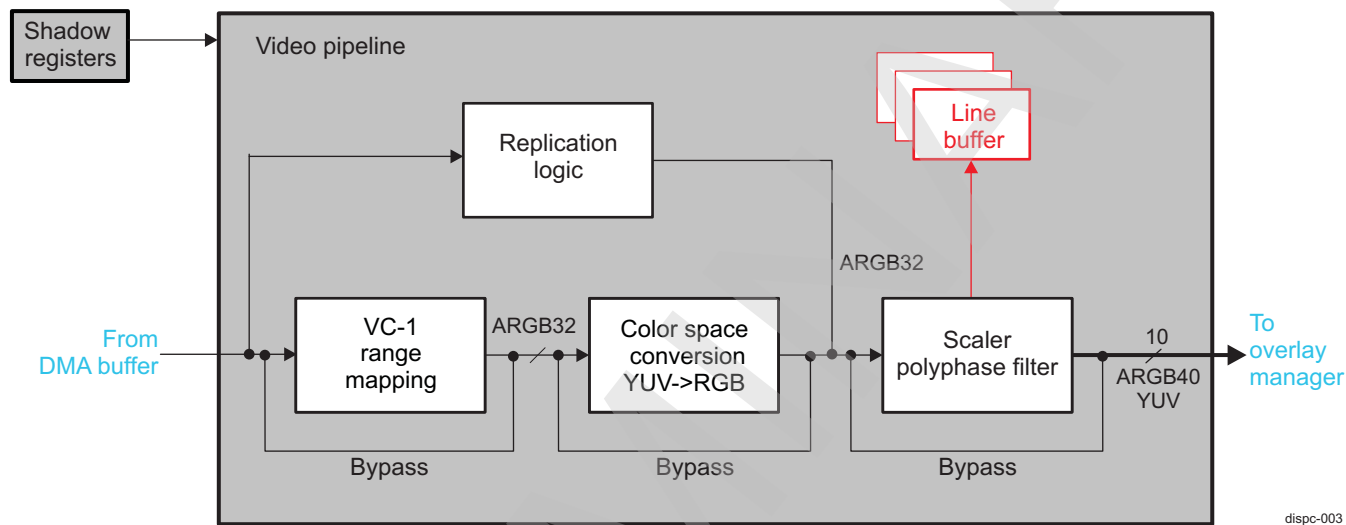 Shadow
registers
Video pipeline
Line
buffer
Replication
logic
ARGB32
From
DMA buffer
VC-1
range
mapping
ARGB32
Color space
conversion
YUV->RGB
Scaler
polyphase filter
10
ARGB40
YUV
To
overlay
manager
Bypass
Bypass
Bypass
dispc-003